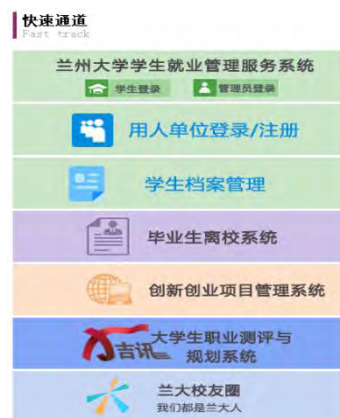 快速通道
Fast track
兰州大学学生就业管理服务系统
学生登录 管理员登录
用人单位登录/注册
学生档案管理
毕业生离校系统
创新创业项目管理系统
吉讯 大学生职业测评与
规划系统
兰大校友圈
我们都是兰大人